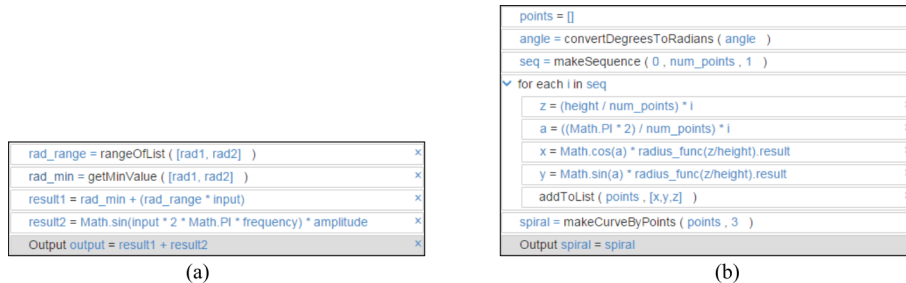 rad_range = rangeOfList ( [rad1, rad2] ) ×
rad_min = getMinValue ( [rad1, rad2] ) ×
result1 = rad_min + (rad_range * input) ×
result2 = Math.sin(input * 2 * Math.PI * frequency) * amplitude ×
Output output = result1 + result2 ×
(a)
points = []
angle = convertDegreesToRadians ( angle )
seq = makeSequence ( 0 , num_points , 1 )
for each i in seq
z = (height / num_points) * i
a = ((Math.PI * 2) / num_points) * i
x = Math.cos(a) * radius_func(z/height).result
y = Math.sin(a) * radius_func(z/height).result
addToList ( points , [x,y,z] )
spiral = makeCurveByPoints ( points , 3 )
Output spiral = spiral
(b)